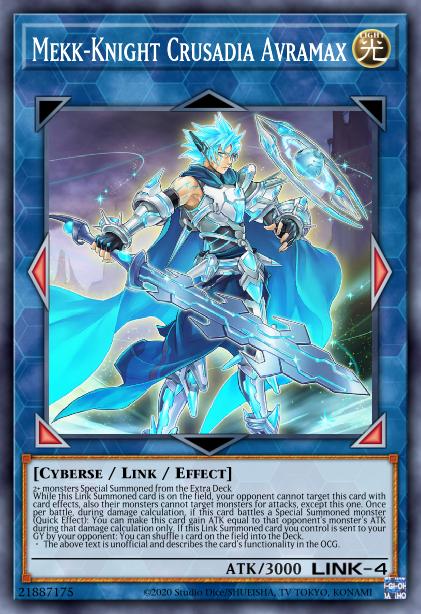 MEKK-KNIGHT CRUSADIA AVRAMAX
LIGHT
光
[CYBERSE / LINK / EFFECT]
2+ monsters Special Summoned from the Extra Deck
While this Link Summoned card is on the field, your opponent cannot target this card with
card effects, also their monsters cannot target monsters for attacks, except this one. Once
per battle, during damage calculation, if this card battles a Special Summoned monster
(Quick Effect): You can make this card gain ATK equal to that opponent's monster's ATK
during that damage calculation only. If this Link Summoned card you control is sent to your
GY by your opponent: You can shuffle 1 card on the field into the Deck.
· The above text is unofficial and describes the card's functionality in the OCG.
ATK/3000 LINK-4
21887175 ©2020 Studio Dice/SHUEISHA, TV TOKYO, KONAMI